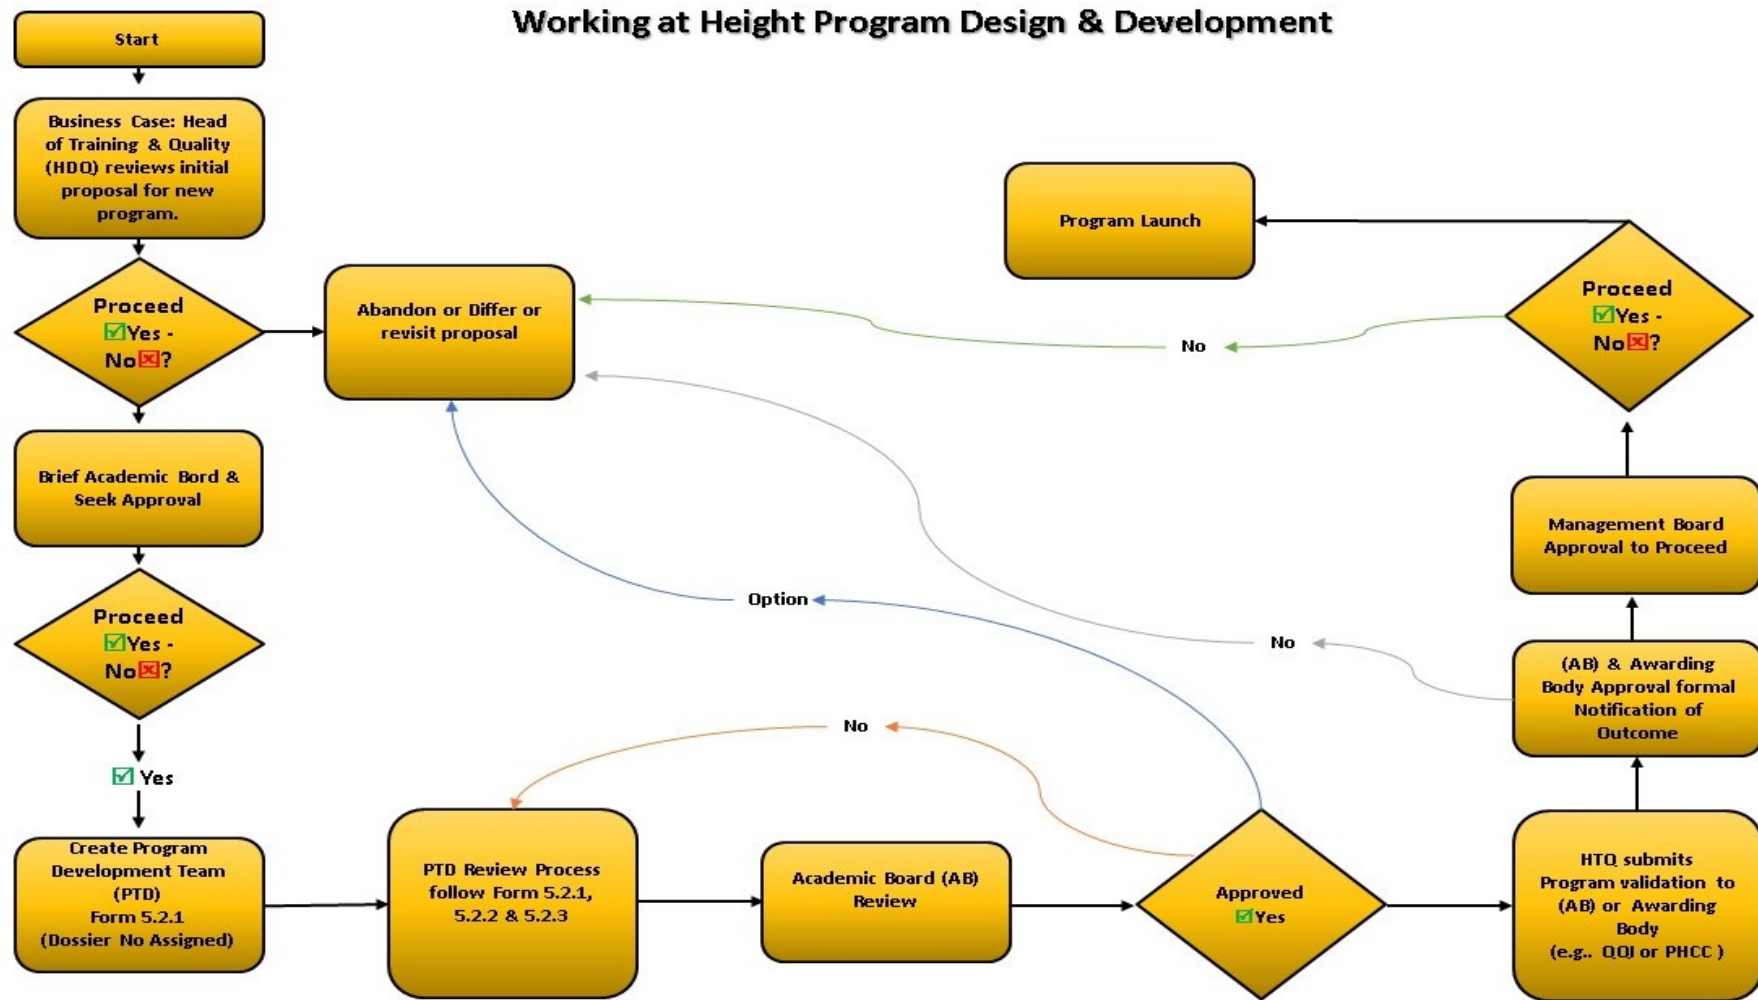 Working at Height Program Design & Development
Start
Business Case: Head
of Training & Quality
(HDQ) reviews initial
proposal for new
program.
Proceed
☑Yes -
No☒?
Abandon or Differ or
revisit proposal
Brief Academic Bord &
Seek Approval
Proceed
☑Yes -
No☒?
☑ Yes
Create Program
Development Team
(PTD)
Form 5.2.1
(Dossier No Assigned)
PTD Review Process
follow Form 5.2.1,
5.2.2 & 5.2.3
Academic Board (AB)
Review
Approved
☑Yes
No
Option
HTQ submits
Program validation to
(AB) or Awarding
Body
(e.g.. QQI or PHCC )
(AB) & Awarding
Body Approval formal
Notification of
Outcome
No
Management Board
Approval to Proceed
Proceed
☑Yes -
No☒?
No
Program Launch